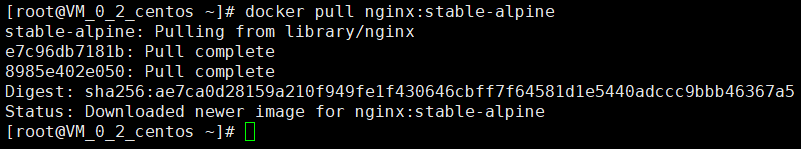 [root@VM_0_2_centos ~]# docker pull nginx:stable-alpine
stable-alpine: Pulling from library/nginx
e7c96db7181b: Pull complete
8985e402e050: Pull complete
Digest: sha256:ae7ca0d28159a210f949fe1f430646cbff7f64581d1e5440adccc9bbb46367a5
Status: Downloaded newer image for nginx:stable-alpine
[root@VM_0_2_centos ~]#